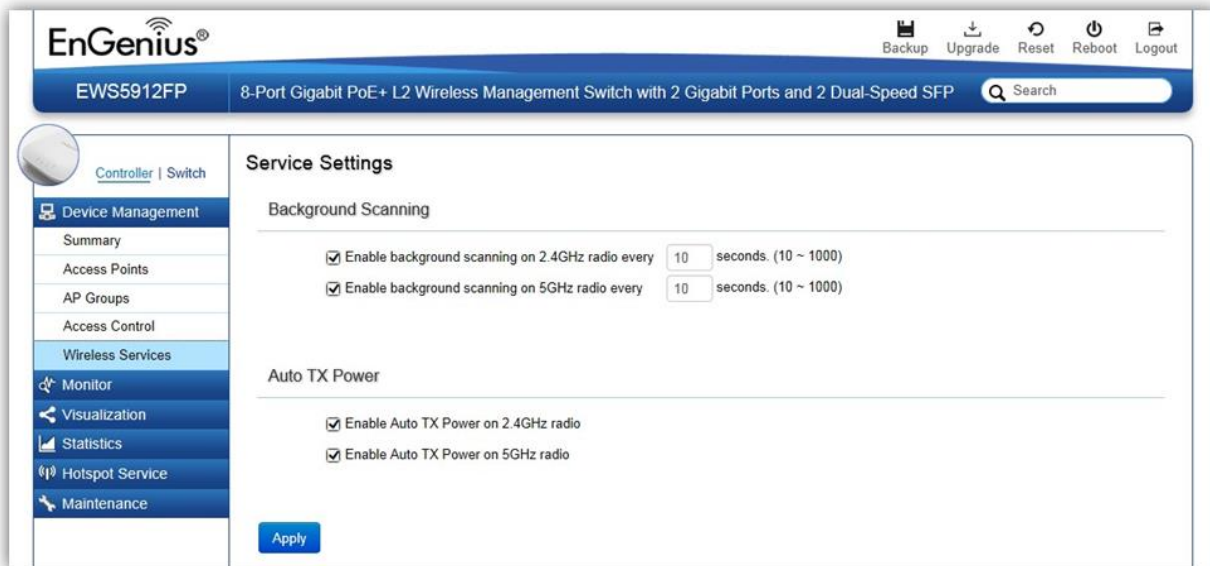 EnGenius®
Backup Upgrade Reset Reboot Logout
EWS5912FP 8-Port Gigabit PoE+ L2 Wireless Management Switch with 2 Gigabit Ports and 2 Dual-Speed SFP Search
Controller | Switch
Device Management
Summary
Access Points
AP Groups
Access Control
Wireless Services
Monitor
Visualization
Statistics
Hotspot Service
Maintenance
Service Settings
Background Scanning
Enable background scanning on 2.4GHz radio every 10 seconds. (10 ~ 1000)
Enable background scanning on 5GHz radio every 10 seconds. (10 ~ 1000)
Auto TX Power
Enable Auto TX Power on 2.4GHz radio
Enable Auto TX Power on 5GHz radio
Apply